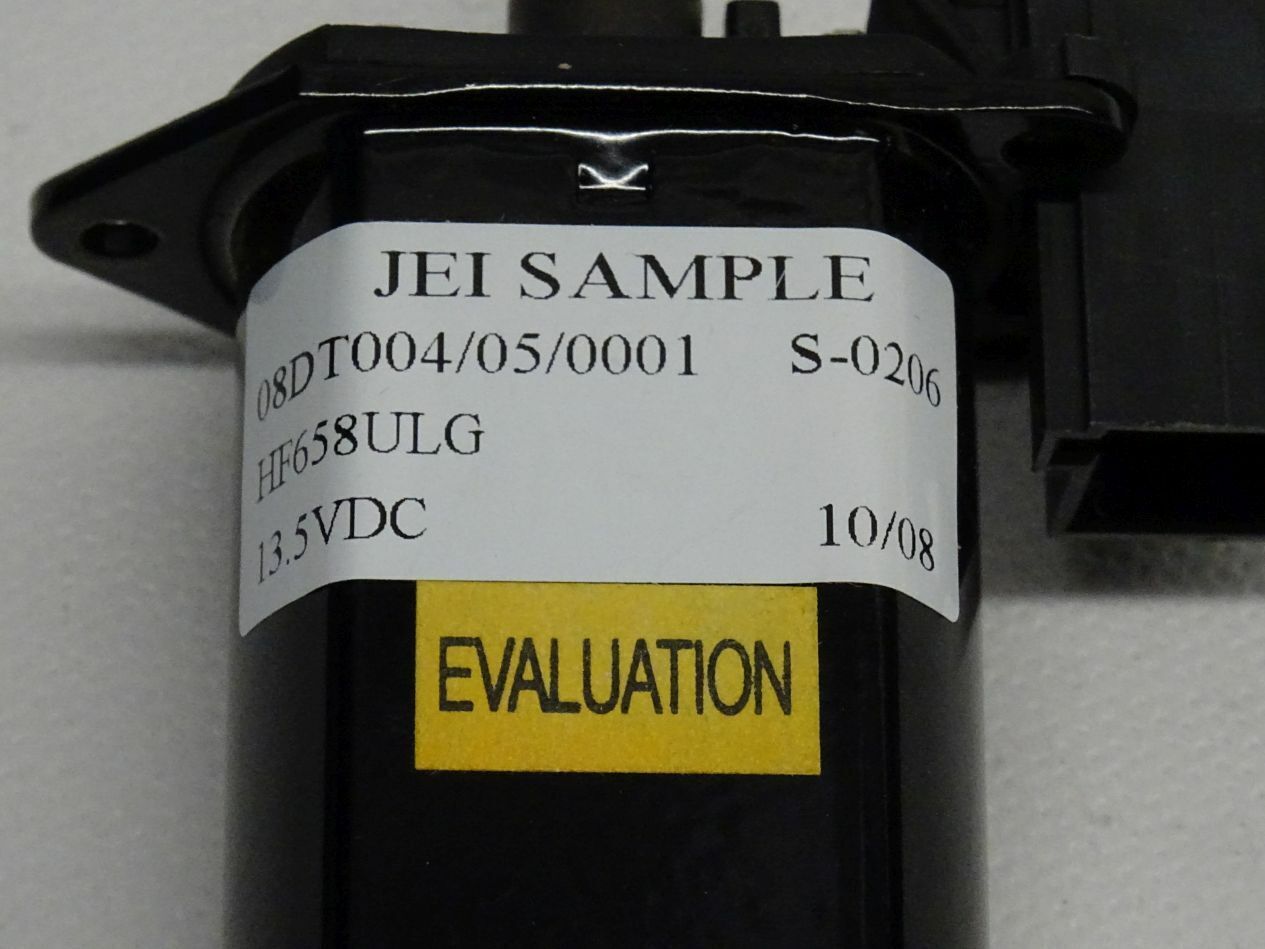 JEI SAMPLE
08DT004/05/0001 S-0206
HF658ULG
13.5VDC 10/08
EVALUATION